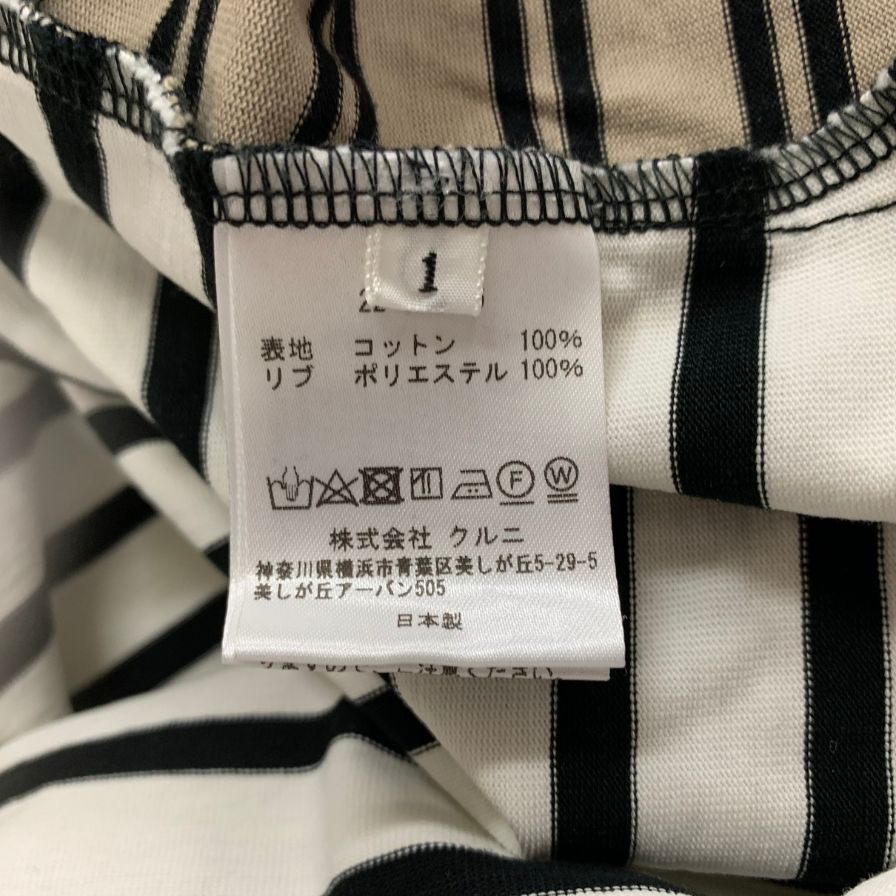 1
表地 コットン 100%
リブ ポリエステル 100%
F W
株式会社 クルニ
神奈川県横浜市青葉区美しが丘5-29-5
美しが丘アーバン505
日本製